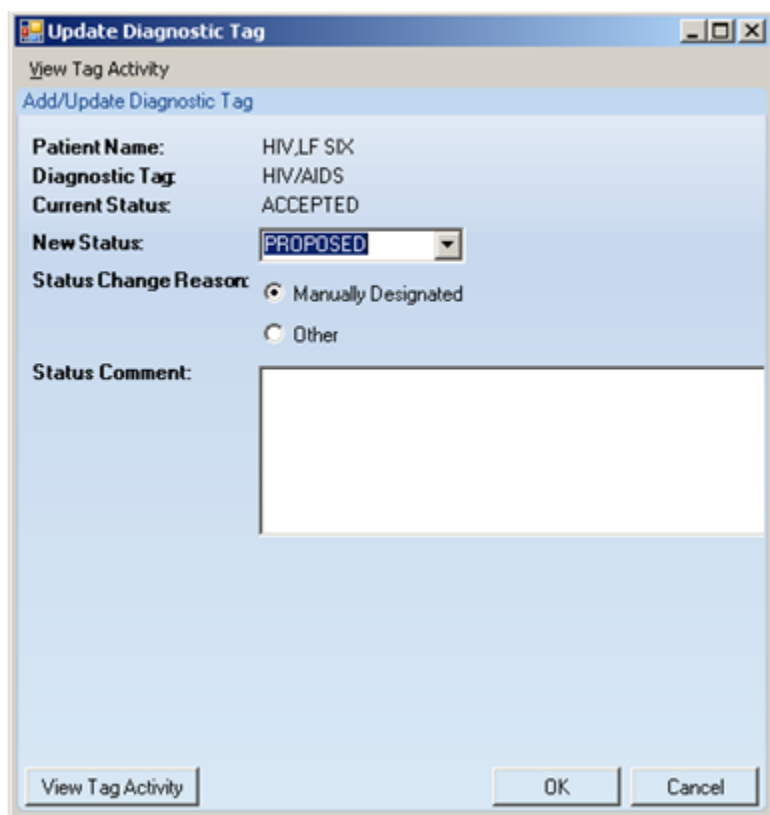 Update Diagnostic Tag
View Tag Activity
Add/Update Diagnostic Tag
Patient Name: HIV,LF SIX
Diagnostic Tag: HIV/AIDS
Current Status: ACCEPTED
New Status: PROPOSED
Status Change Reason: Manually Designated
Other
Status Comment:
View Tag Activity OK Cancel